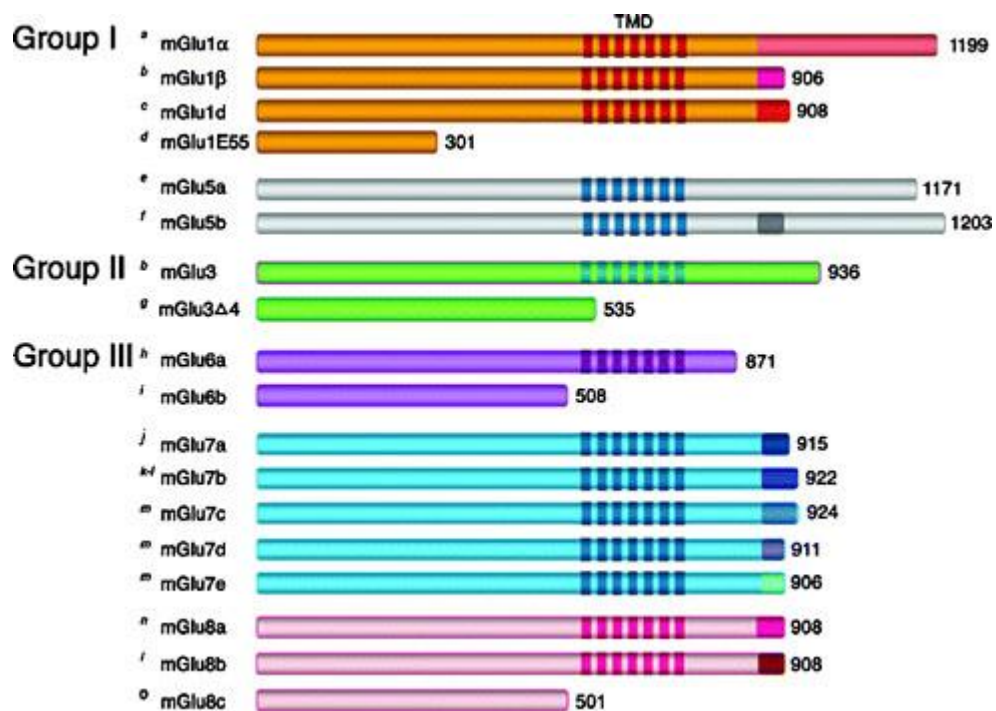 TMD
Group I a mGlu1α 1199
b mGlu1β 906
c mGlu1d 908
d mGlu1E55 301
e mGlu5a 1171
f mGlu5b 1203
Group II b mGlu3 936
g mGlu3Δ4 535
Group III h mGlu6a 871
i mGlu6b 508
j mGlu7a 915
k-l mGlu7b 922
m mGlu7c 924
m mGlu7d 911
m mGlu7e 906
n mGlu8a 908
l mGlu8b 908
o mGlu8c 501